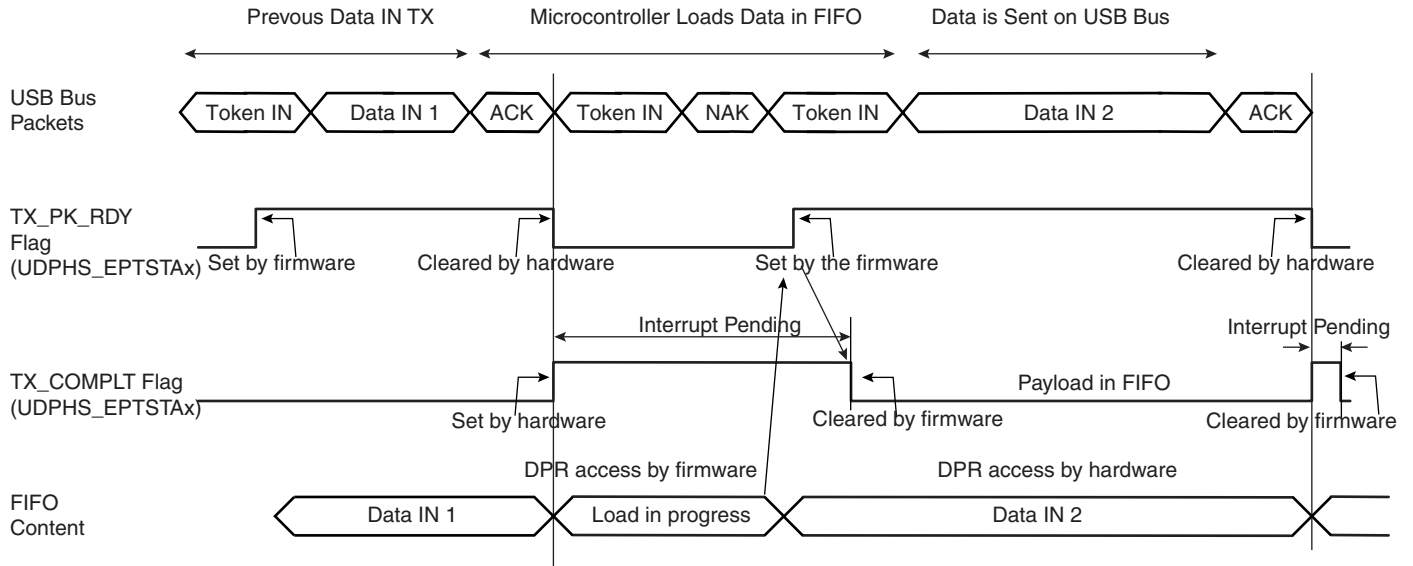 Prevous Data IN TX
Microcontroller Loads Data in FIFO
Data is Sent on USB Bus
USB Bus
Packets
Token IN
Data IN 1
ACK
Token IN
NAK
Token IN
Data IN 2
ACK
TX_PK_RDY
Flag
(UDPHS_EPTSTAx)
Set by firmware
Cleared by hardware
Set by the firmware
Cleared by hardware
Interrupt Pending
Interrupt Pending
TX_COMPLT Flag
(UDPHS_EPTSTAx)
Payload in FIFO
Set by hardware
Cleared by firmware
Cleared by firmware
DPR access by firmware
DPR access by hardware
FIFO
Content
Data IN 1
Load in progress
Data IN 2